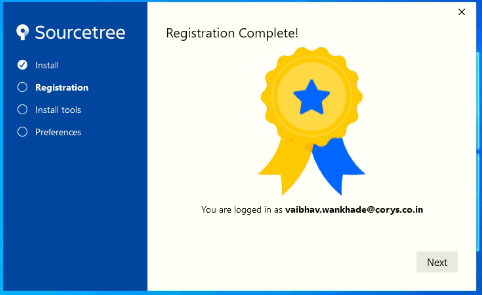 Sourcetree
Install
Registration
Install tools
Preferences
Registration Complete!
You are logged in as vaibhav.wankhade@corys.co.in
Next